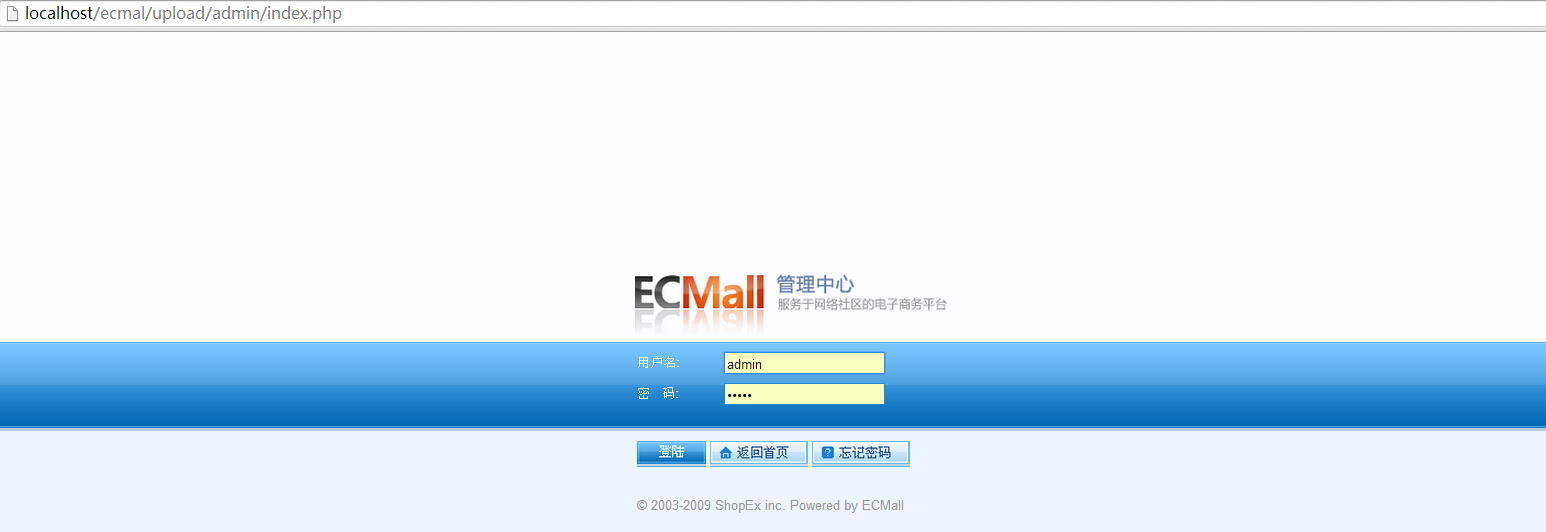 localhost/ecmal/upload/admin/index.php
ECMall 管理中心
服务于网络社区的电子商务平台
用户名: admin
密 码: •••••
登陆 返回首页 ? 忘记密码
© 2003-2009 ShopEx inc. Powered by ECMall